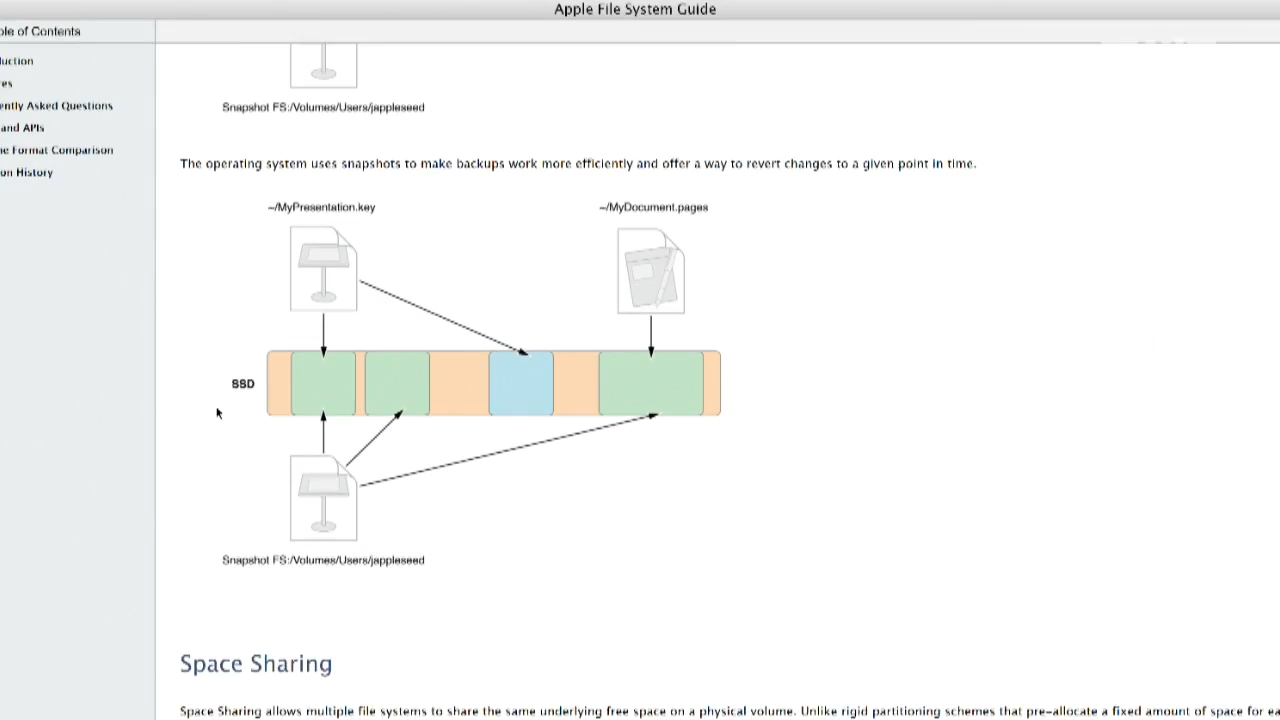 Apple File System Guide
ble of Contents
duction
res
ently Asked Questions
and APIs
me Format Comparison
on History
Snapshot FS:/Volumes/Users/jappleseed
The operating system uses snapshots to make backups work more efficiently and offer a way to revert changes to a given point in time.
~/MyPresentation.key ~/MyDocument.pages
SSD
Snapshot FS:/Volumes/Users/jappleseed
Space Sharing
Space Sharing allows multiple file systems to share the same underlying free space on a physical volume. Unlike rigid partitioning schemes that pre-allocate a fixed amount of space for ea